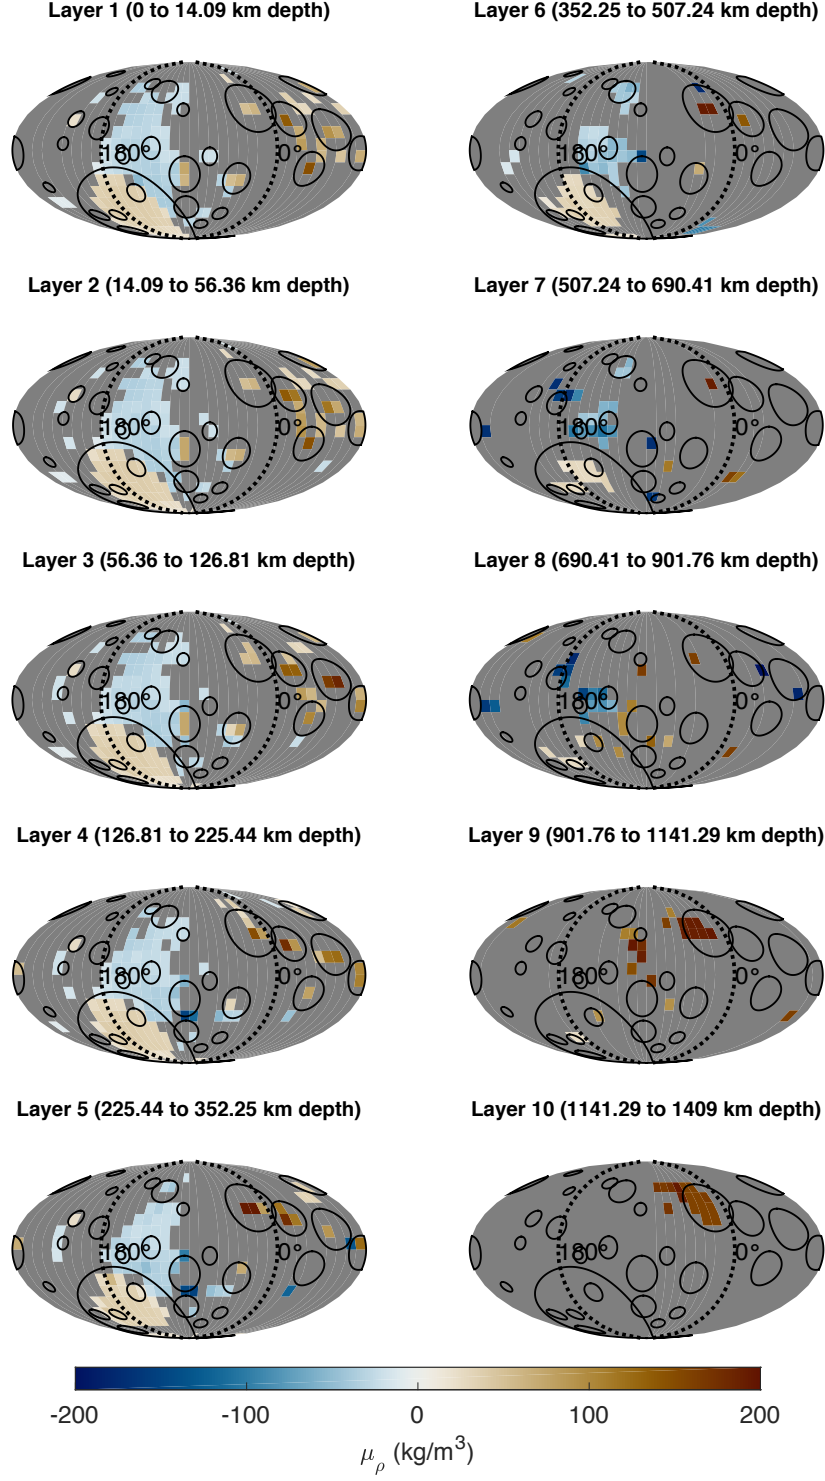 Layer 1 (0 to 14.09 km depth)
180°
0°
Layer 2 (14.09 to 56.36 km depth)
180°
0°
Layer 3 (56.36 to 126.81 km depth)
180°
0°
Layer 4 (126.81 to 225.44 km depth)
180°
0°
Layer 5 (225.44 to 352.25 km depth)
180°
0°
Layer 6 (352.25 to 507.24 km depth)
180°
0°
Layer 7 (507.24 to 690.41 km depth)
180°
0°
Layer 8 (690.41 to 901.76 km depth)
180°
0°
Layer 9 (901.76 to 1141.29 km depth)
180°
0°
Layer 10 (1141.29 to 1409 km depth)
180°
0°
-200 -100 0 100 200
μρ (kg/m³)